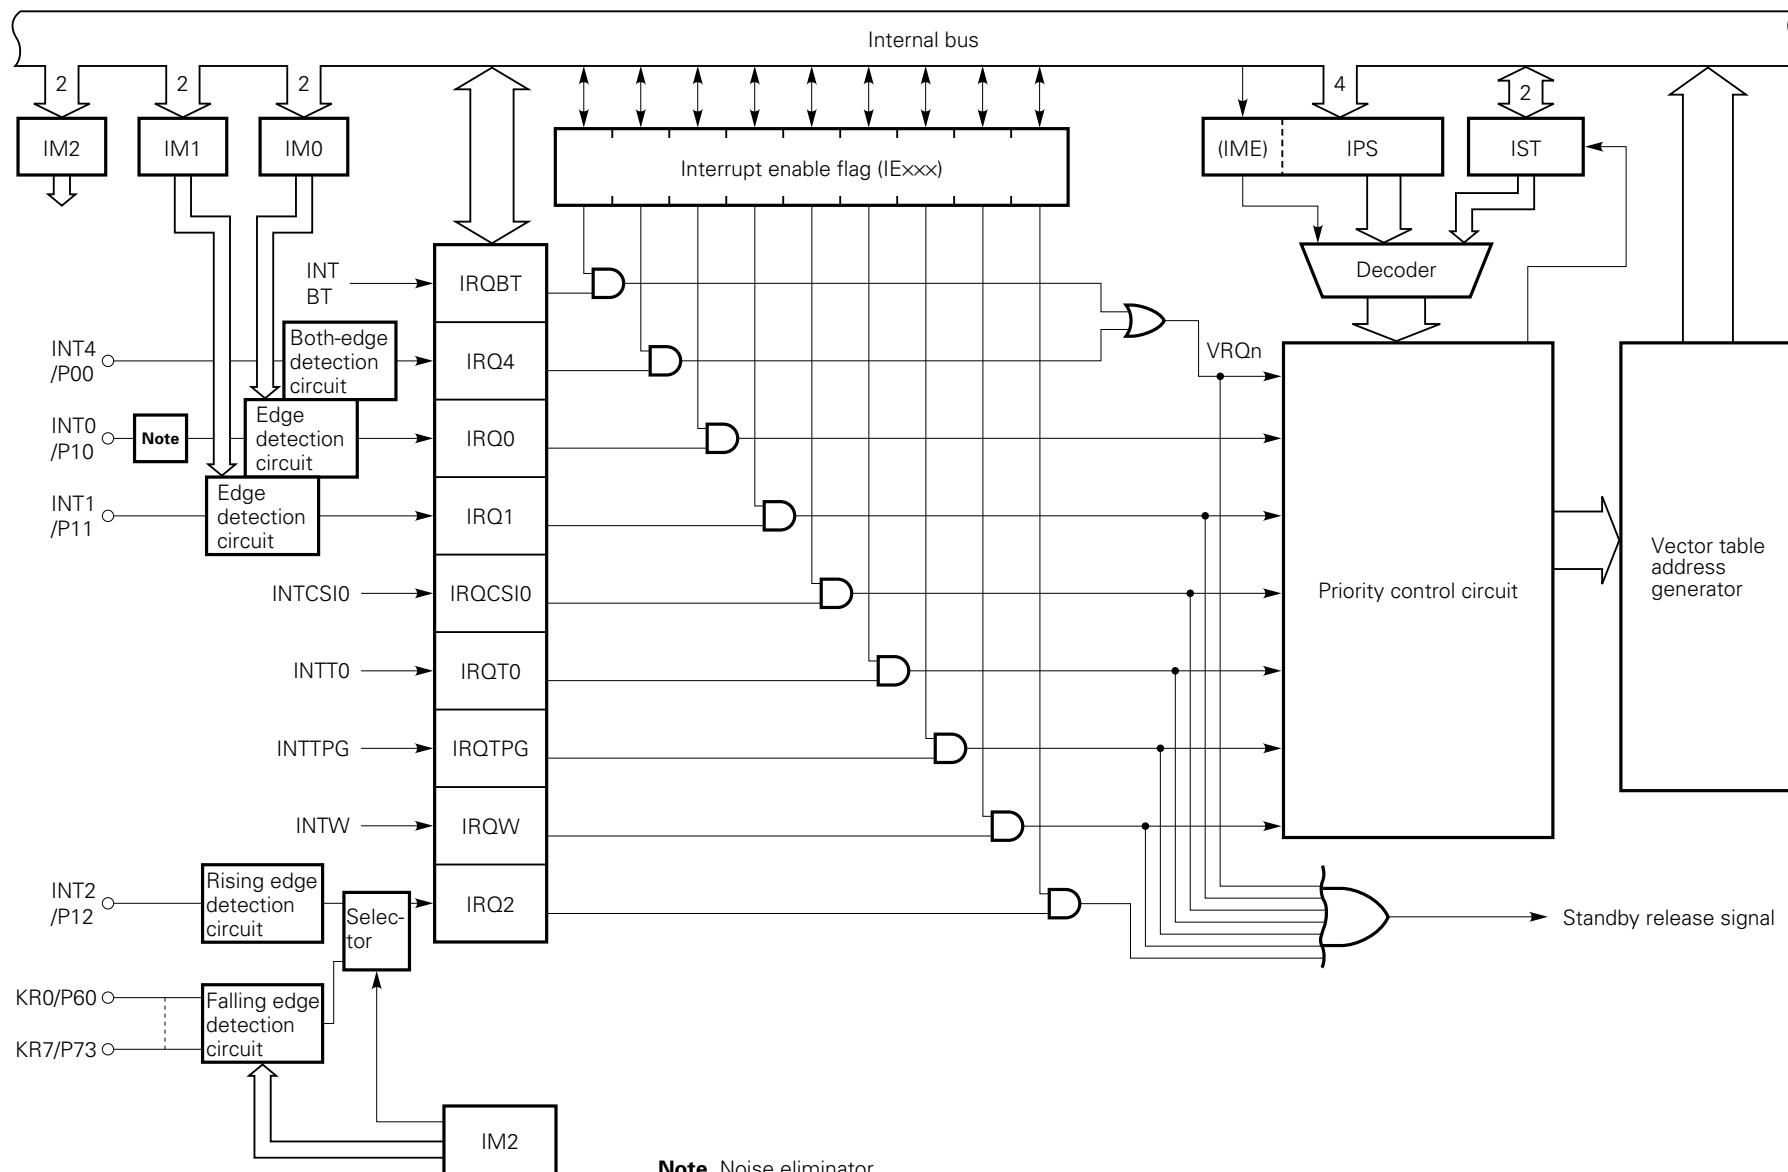 Internal bus
2
2
2
4
2
IM2
IM1
IM0
Interrupt enable flag (IE×××)
(IME)
IPS
IST
Decoder
INT
BT
IRQBT
INT4
/P00
Both-edge
detection
circuit
IRQ4
VRQn
INT0
/P10
Note
Edge
detection
circuit
IRQ0
INT1
/P11
Edge
detection
circuit
IRQ1
INTCSI0
IRQCSI0
Priority control circuit
Vector table
address
generator
INTT0
IRQT0
INTTPG
IRQTPG
INTW
IRQW
INT2
/P12
Rising edge
detection
circuit
Selec-
tor
IRQ2
Standby release signal
KR0/P60
KR7/P73
Falling edge
detection
circuit
IM2
Note Noise eliminator